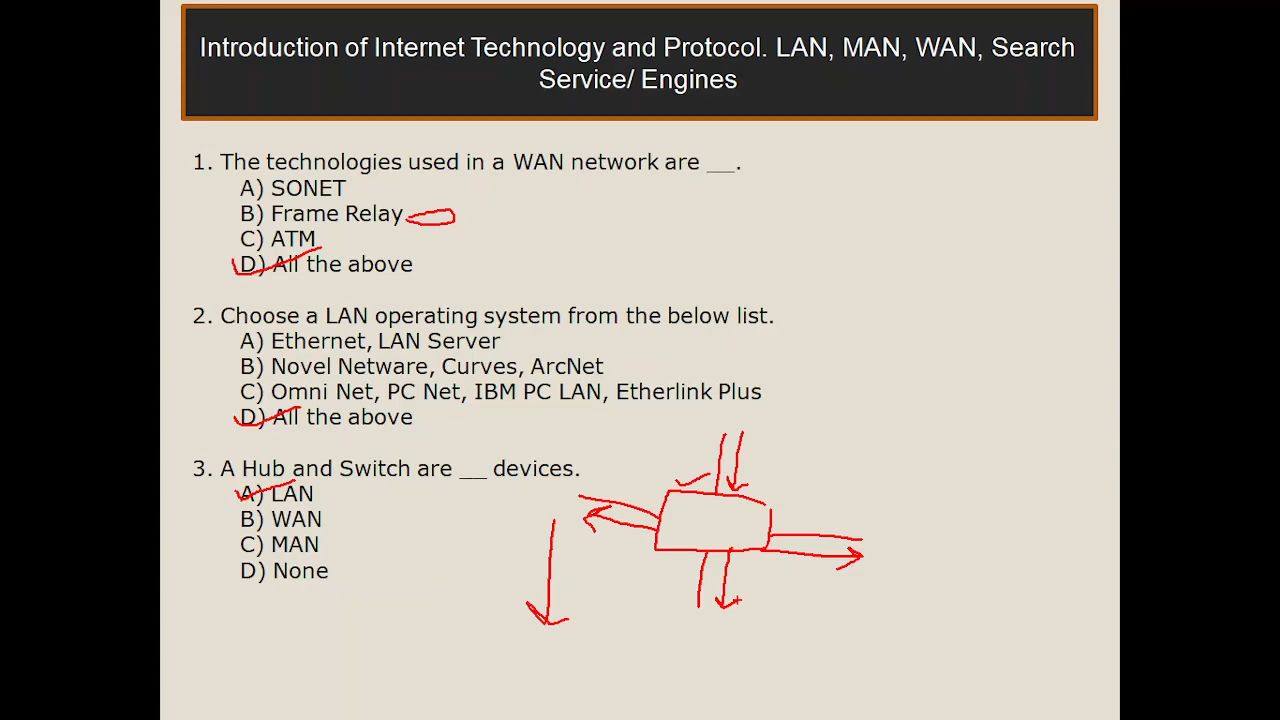 Introduction of Internet Technology and Protocol. LAN, MAN, WAN, Search
Service/ Engines
1. The technologies used in a WAN network are __.
A) SONET
B) Frame Relay
C) ATM
D) All the above
2. Choose a LAN operating system from the below list.
A) Ethernet, LAN Server
B) Novel Netware, Curves, ArcNet
C) Omni Net, PC Net, IBM PC LAN, Etherlink Plus
D) All the above
3. A Hub and Switch are __ devices.
A) LAN
B) WAN
C) MAN
D) None